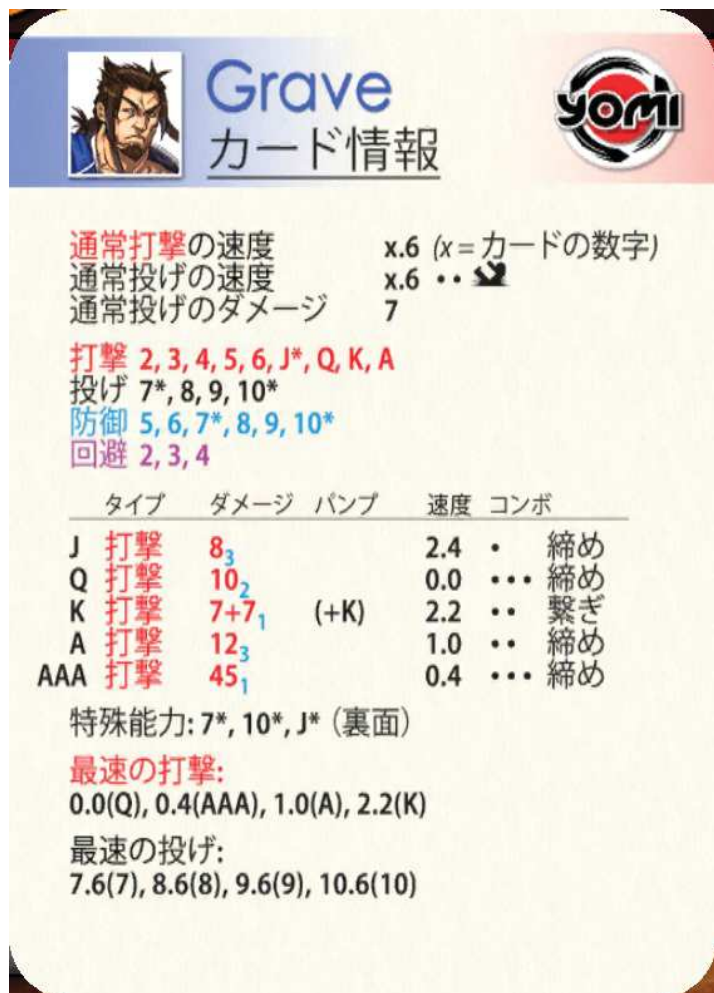 Grave
カード情報
YOMI
通常打撃の速度 x.6 (x = カードの数字)
通常投げの速度 x.6 ••
通常投げのダメージ 7
打撃 2, 3, 4, 5, 6, J*, Q, K, A
投げ 7*, 8, 9, 10*
防御 5, 6, 7*, 8, 9, 10*
回避 2, 3, 4
タイプ ダメージ パンプ 速度 コンボ
J 打撃 8₃ 2.4 • 締め
Q 打撃 10₂ 0.0 ••• 締め
K 打撃 7+7₁ (+K) 2.2 •• 繋ぎ
A 打撃 12₃ 1.0 •• 締め
AAA 打撃 45₁ 0.4 ••• 締め
特殊能力: 7*, 10*, J* (裏面)
最速の打撃:
0.0(Q), 0.4(AAA), 1.0(A), 2.2(K)
最速の投げ:
7.6(7), 8.6(8), 9.6(9), 10.6(10)